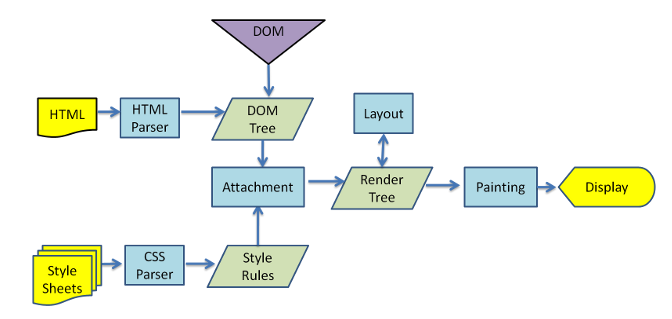 DOM
HTML
HTML
Parser
DOM
Tree
Layout
Attachment
Render
Tree
Painting
Display
Style
Sheets
CSS
Parser
Style
Rules